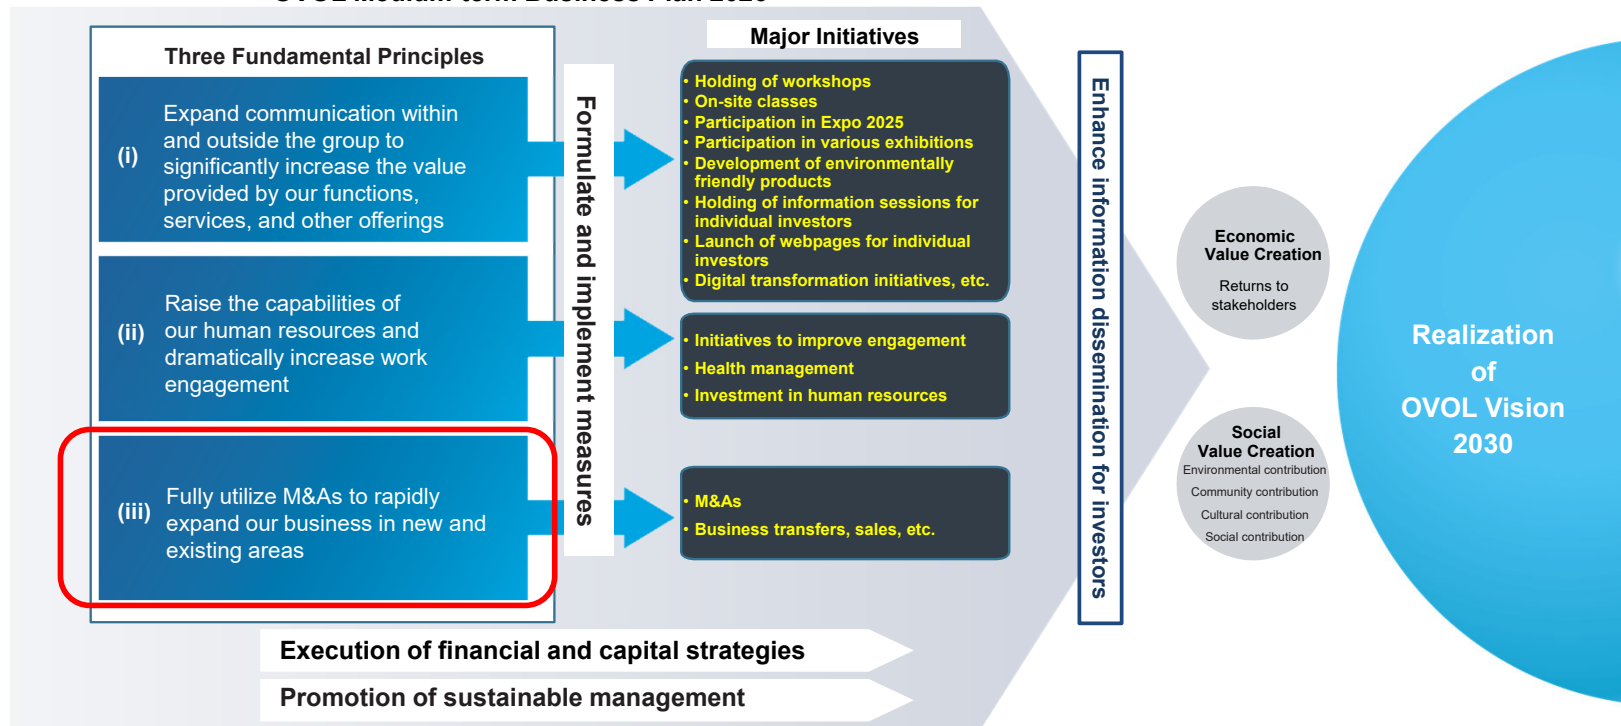 Three Fundamental Principles
(i)
Expand communication within
and outside the group to
significantly increase the value
provided by our functions,
services, and other offerings
(ii)
Raise the capabilities of
our human resources and
dramatically increase work
engagement
(iii)
Fully utilize M&As to rapidly
expand our business in new and
existing areas
Formulate and implement measures
Major Initiatives
• Holding of workshops
• On-site classes
• Participation in Expo 2025
• Participation in various exhibitions
• Development of environmentally
friendly products
• Holding of information sessions for
individual investors
• Launch of webpages for individual
investors
• Digital transformation initiatives, etc.
• Initiatives to improve engagement
• Health management
• Investment in human resources
• M&As
• Business transfers, sales, etc.
Execution of financial and capital strategies
Promotion of sustainable management
Enhance information dissemination for investors
Economic
Value Creation
Returns to
stakeholders
Social
Value Creation
Environmental contribution
Community contribution
Cultural contribution
Social contribution
Realization
of
OVOL Vision
2030